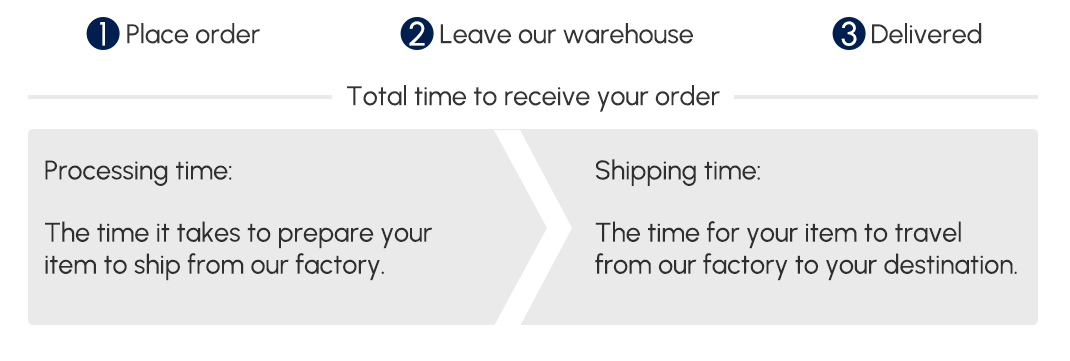 1 Place order
2 Leave our warehouse
3 Delivered
Total time to receive your order
Processing time:
The time it takes to prepare your
item to ship from our factory.
Shipping time:
The time for your item to travel
from our factory to your destination.